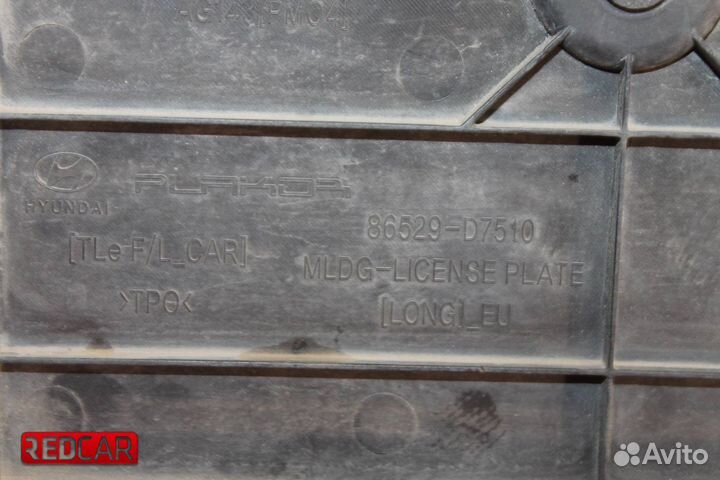 HYUNDAI
PLAKOR
86529-D7510
[TLe F/L_CAR]
MLDG-LICENSE PLATE
>TPO<
[LONG]_EU
REDCAR
Avito